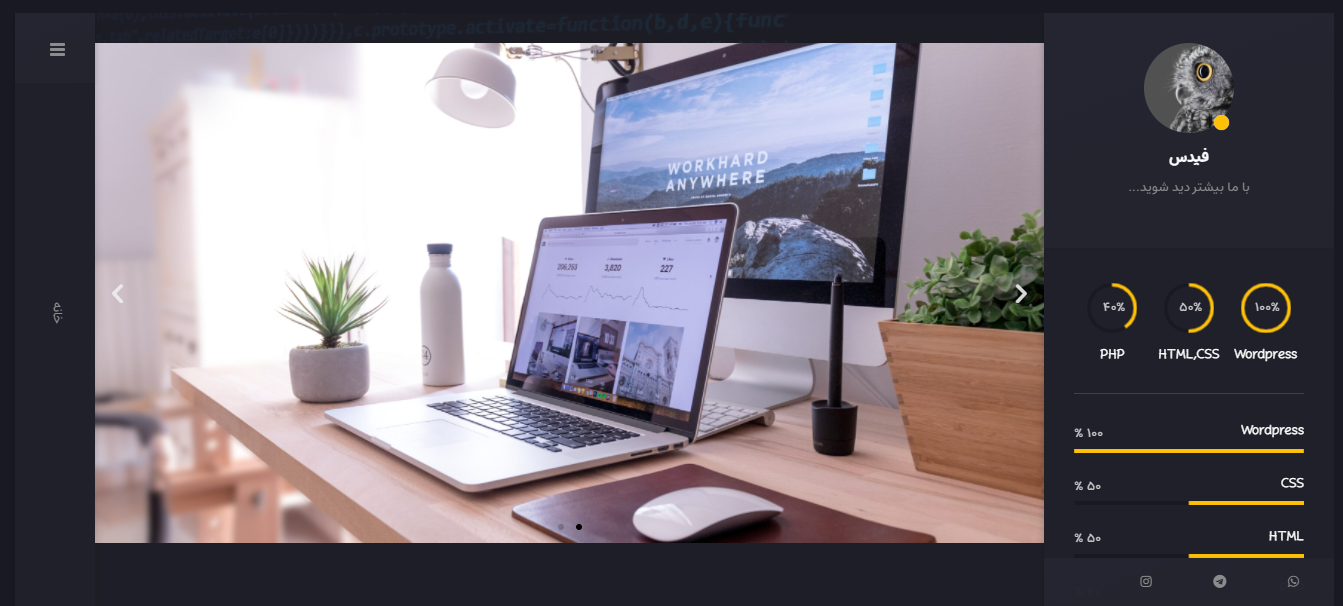 .prototype.activate=function(b,d,e){func
WORKHARD
ANYWHERE
206,253
3,820
227
خانه
فیدس
با ما بیشتر دید شوید...
۴۰%
۵۰%
۱۰۰%
PHP
HTML,CSS
Wordpress
% ۱۰۰
Wordpress
% ۵۰
CSS
% ۵۰
HTML